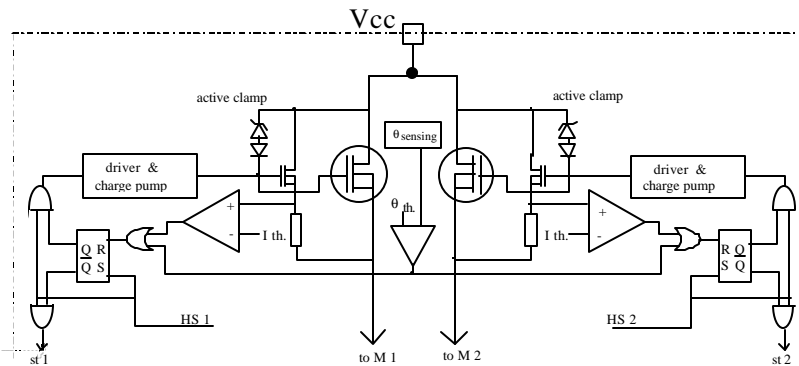 Vcc
active clamp
active clamp
θsensing
driver &
charge pump
driver &
charge pump
θth.
+
+
-
I th.
I th.
-
Q R
Q S
R Q
S Q
HS 1
HS 2
to M 1
to M 2
st 1
st 2